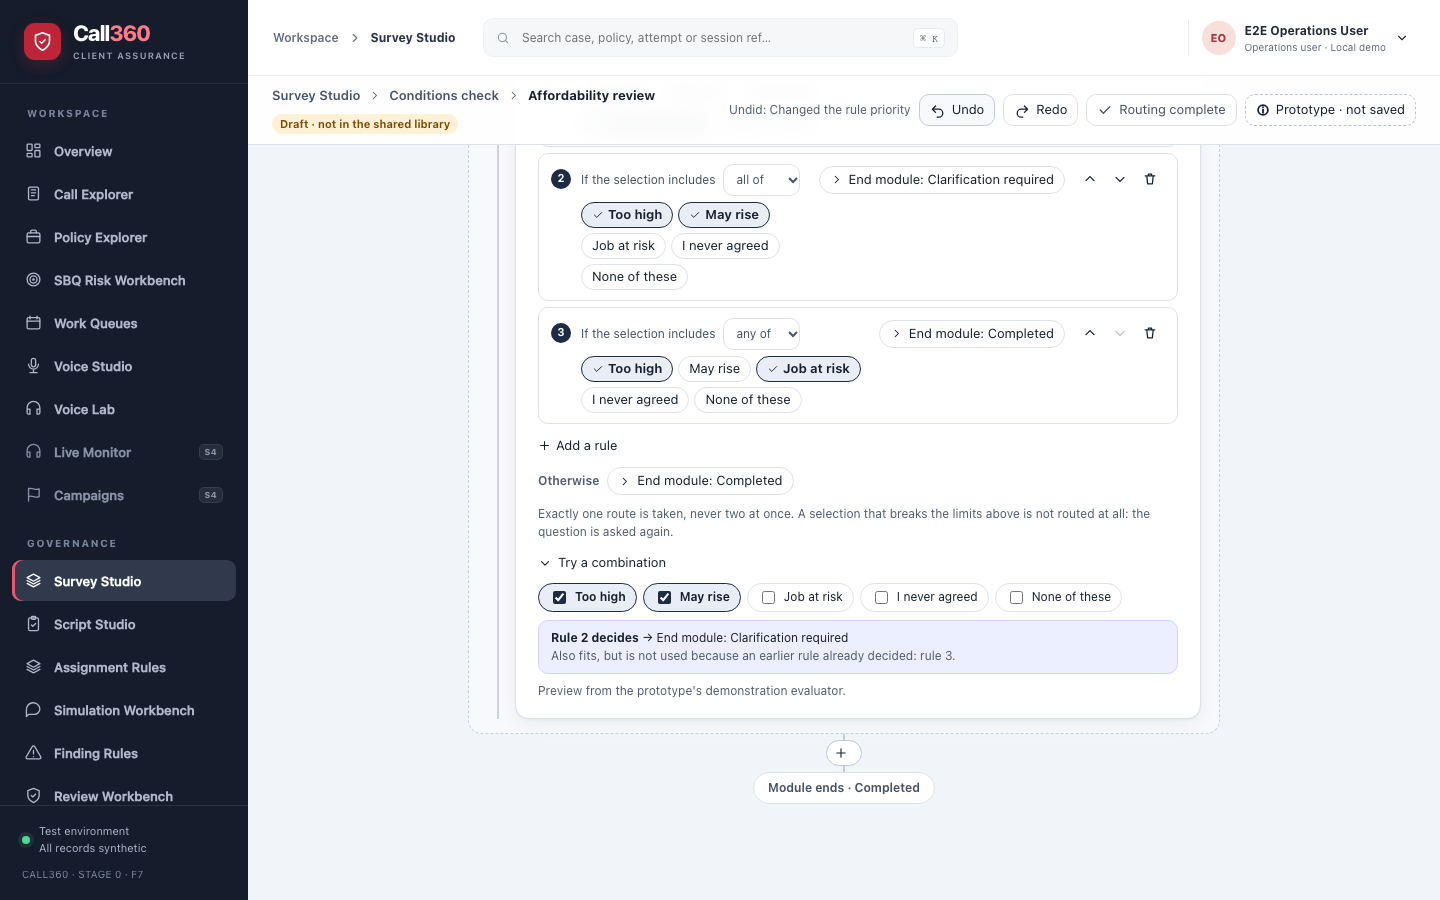 Call360
CLIENT ASSURANCE
WORKSPACE
Overview
Call Explorer
Policy Explorer
SBQ Risk Workbench
Work Queues
Voice Studio
Voice Lab
Live Monitor S4
Campaigns S4
GOVERNANCE
Survey Studio
Script Studio
Assignment Rules
Simulation Workbench
Finding Rules
Review Workbench
Test environment
All records synthetic
CALL360 · STAGE 0 · F7
Workspace > Survey Studio
Search case, policy, attempt or session ref...
⌘ K
EO
E2E Operations User
Operations user · Local demo
Survey Studio > Conditions check > Affordability review
Draft · not in the shared library
Undid: Changed the rule priority
Undo
Redo
Routing complete
Prototype · not saved
2 If the selection includes all of End module: Clarification required
Too high May rise
Job at risk I never agreed
None of these
3 If the selection includes any of End module: Completed
Too high May rise Job at risk
I never agreed None of these
+ Add a rule
Otherwise End module: Completed
Exactly one route is taken, never two at once. A selection that breaks the limits above is not routed at all: the
question is asked again.
Try a combination
Too high May rise Job at risk I never agreed None of these
Rule 2 decides → End module: Clarification required
Also fits, but is not used because an earlier rule already decided: rule 3.
Preview from the prototype's demonstration evaluator.
+
Module ends · Completed